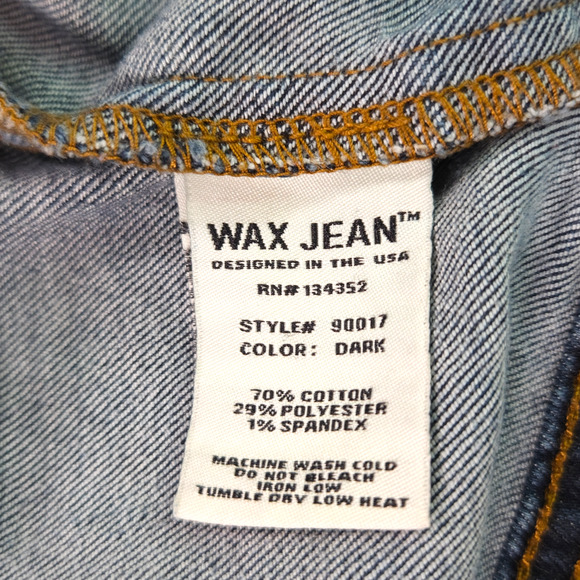 WAX JEAN™
DESIGNED IN THE USA
RN# 134352
STYLE# 90017
COLOR: DARK
70% COTTON
29% POLYESTER
1% SPANDEX
MACHINE WASH COLD
DO NOT BLEACH
IRON LOW
TUMBLE DRY LOW HEAT